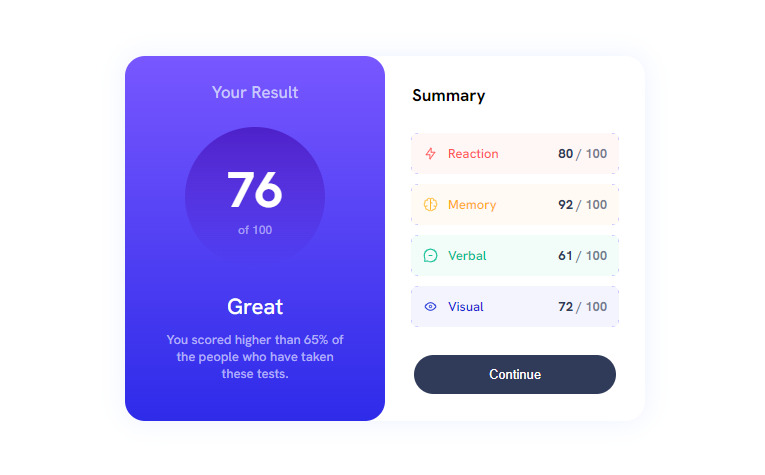 Your Result
76
of 100
Great
You scored higher than 65% of
the people who have taken
these tests.
Summary
Reaction 80 / 100
Memory 92 / 100
Verbal 61 / 100
Visual 72 / 100
Continue